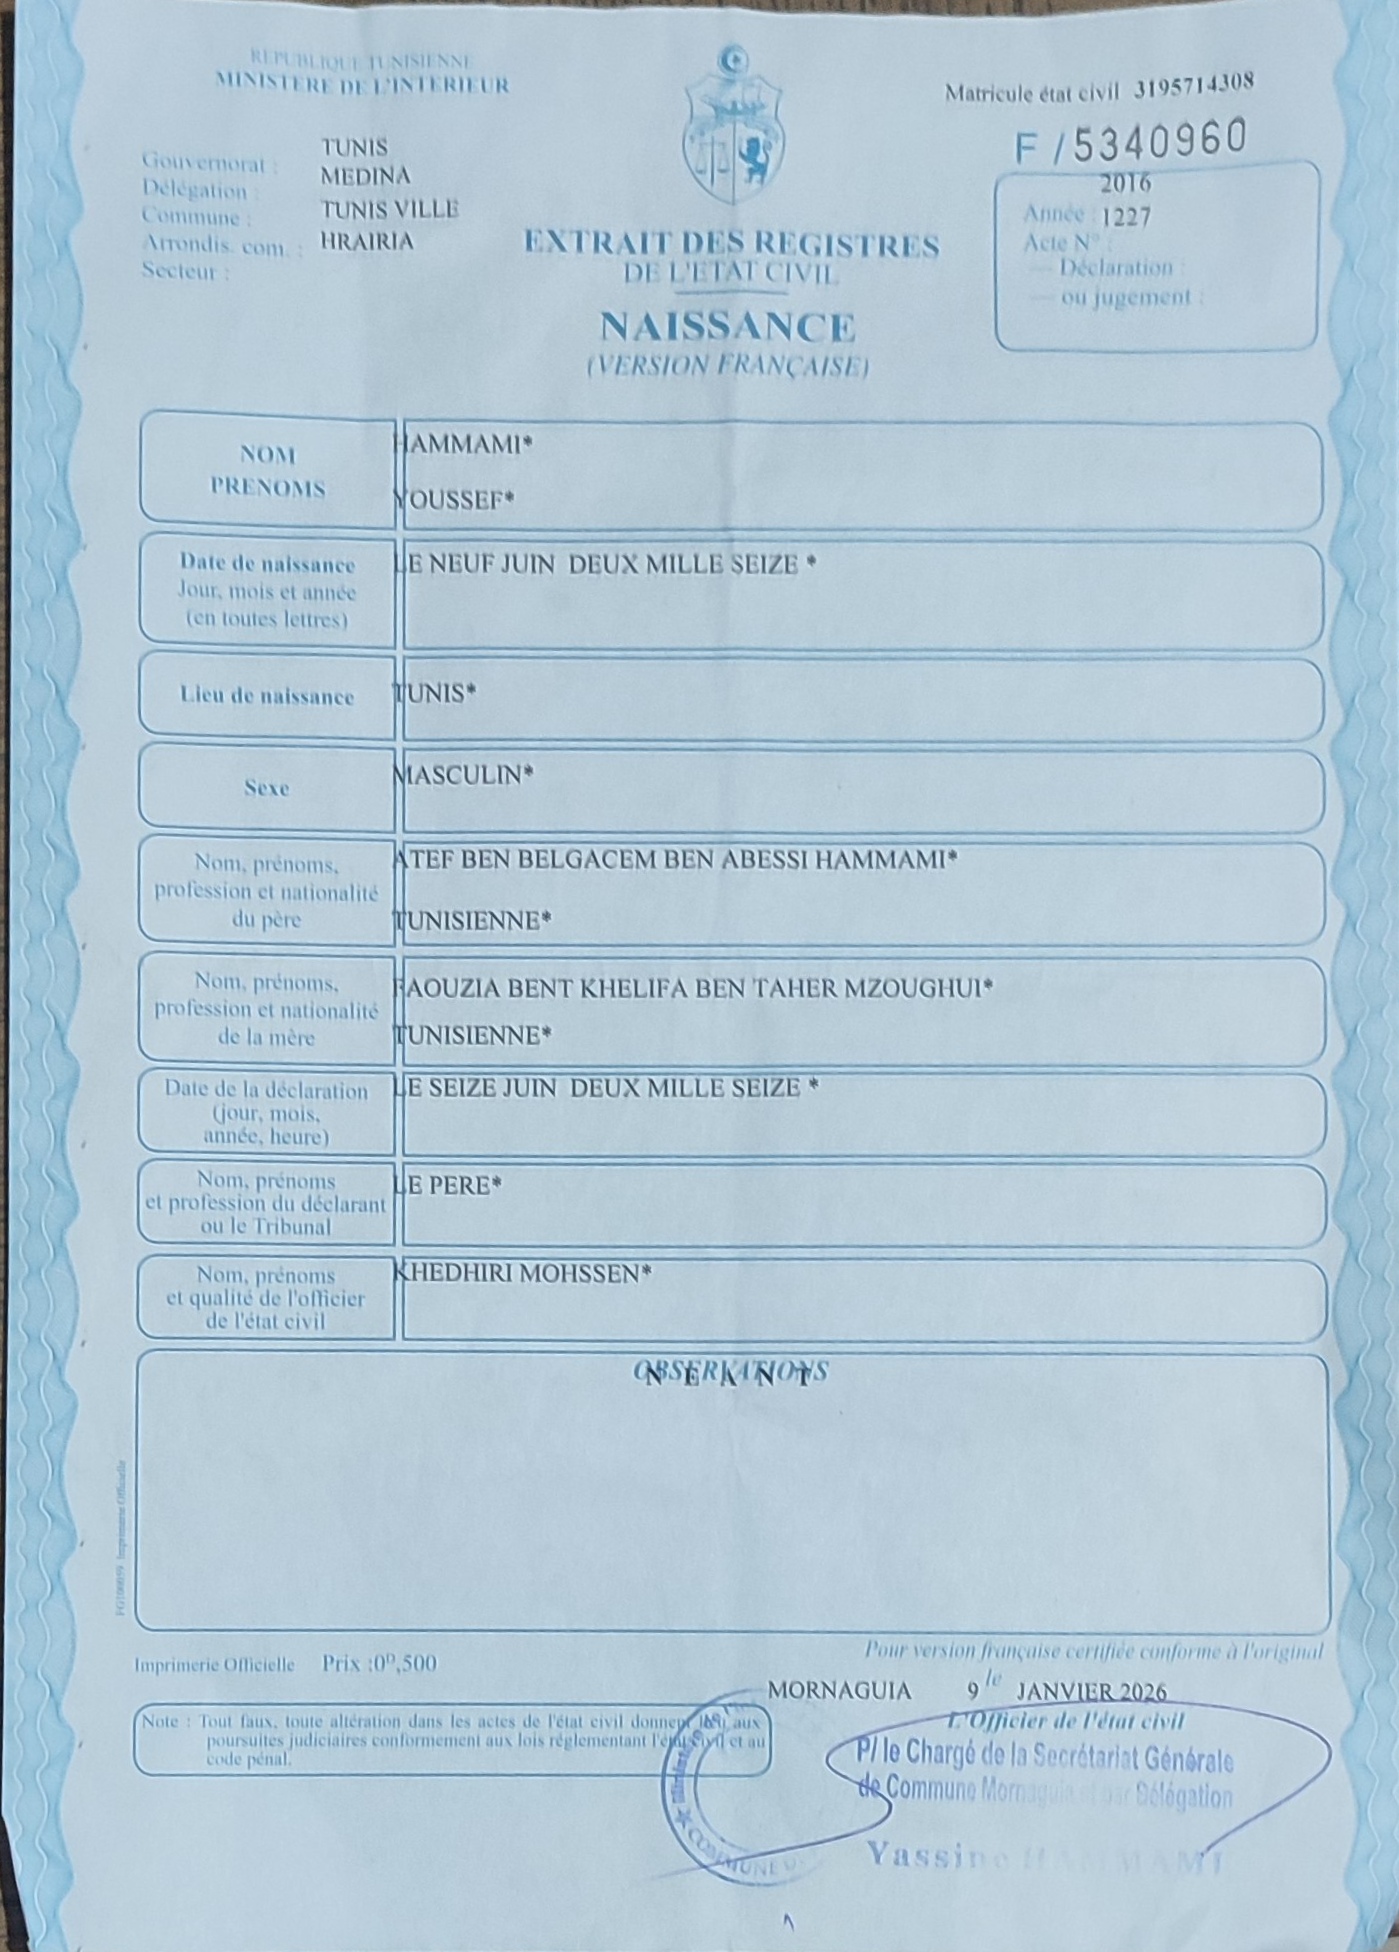 REPUBLIQUE TUNISIENNE
MINISTERE DE L'INTERIEUR
Matricule état civil 3195714308
F / 5340960
Gouvernorat : TUNIS
Délégation : MEDINA
Commune : TUNIS VILLE
Arrondis. com. : HRAIRIA
Secteur :
2016
Année : 1227
Acte N° :
— Déclaration :
— ou jugement :
EXTRAIT DES REGISTRES
DE L'ETAT CIVIL
NAISSANCE
(VERSION FRANÇAISE)
NOM
PRENOMS
HAMMAMI*
YOUSSEF*
Date de naissance
Jour, mois et année
(en toutes lettres)
LE NEUF JUIN DEUX MILLE SEIZE *
Lieu de naissance
TUNIS*
Sexe
MASCULIN*
Nom, prénoms,
profession et nationalité
du père
ATEF BEN BELGACEM BEN ABESSI HAMMAMI*
TUNISIENNE*
Nom, prénoms,
profession et nationalité
de la mère
FAOUZIA BENT KHELIFA BEN TAHER MZOUGHUI*
TUNISIENNE*
Date de la déclaration
(jour, mois,
année, heure)
LE SEIZE JUIN DEUX MILLE SEIZE *
Nom, prénoms
et profession du déclarant
ou le Tribunal
LE PERE*
Nom, prénoms
et qualité de l'officier
de l'état civil
KHEDHIRI MOHSSEN*
OBSERVATIONS
N E A N T
Imprimerie Officielle
Imprimerie Officielle Prix :0ᴰ,500
Pour version française certifiée conforme à l'original
MORNAGUIA 9 le JANVIER 2026
L'Officier de l'état civil
Note : Tout faux, toute altération dans les actes de l'état civil donnent lieu aux
poursuites judiciaires conformement aux lois réglementant l'état civil et au
code pénal.
P/ le Chargé de la Secrétariat Générale
de Commune Mornaguia et par Délégation
Yassine HAMMAMI
COMMUNE